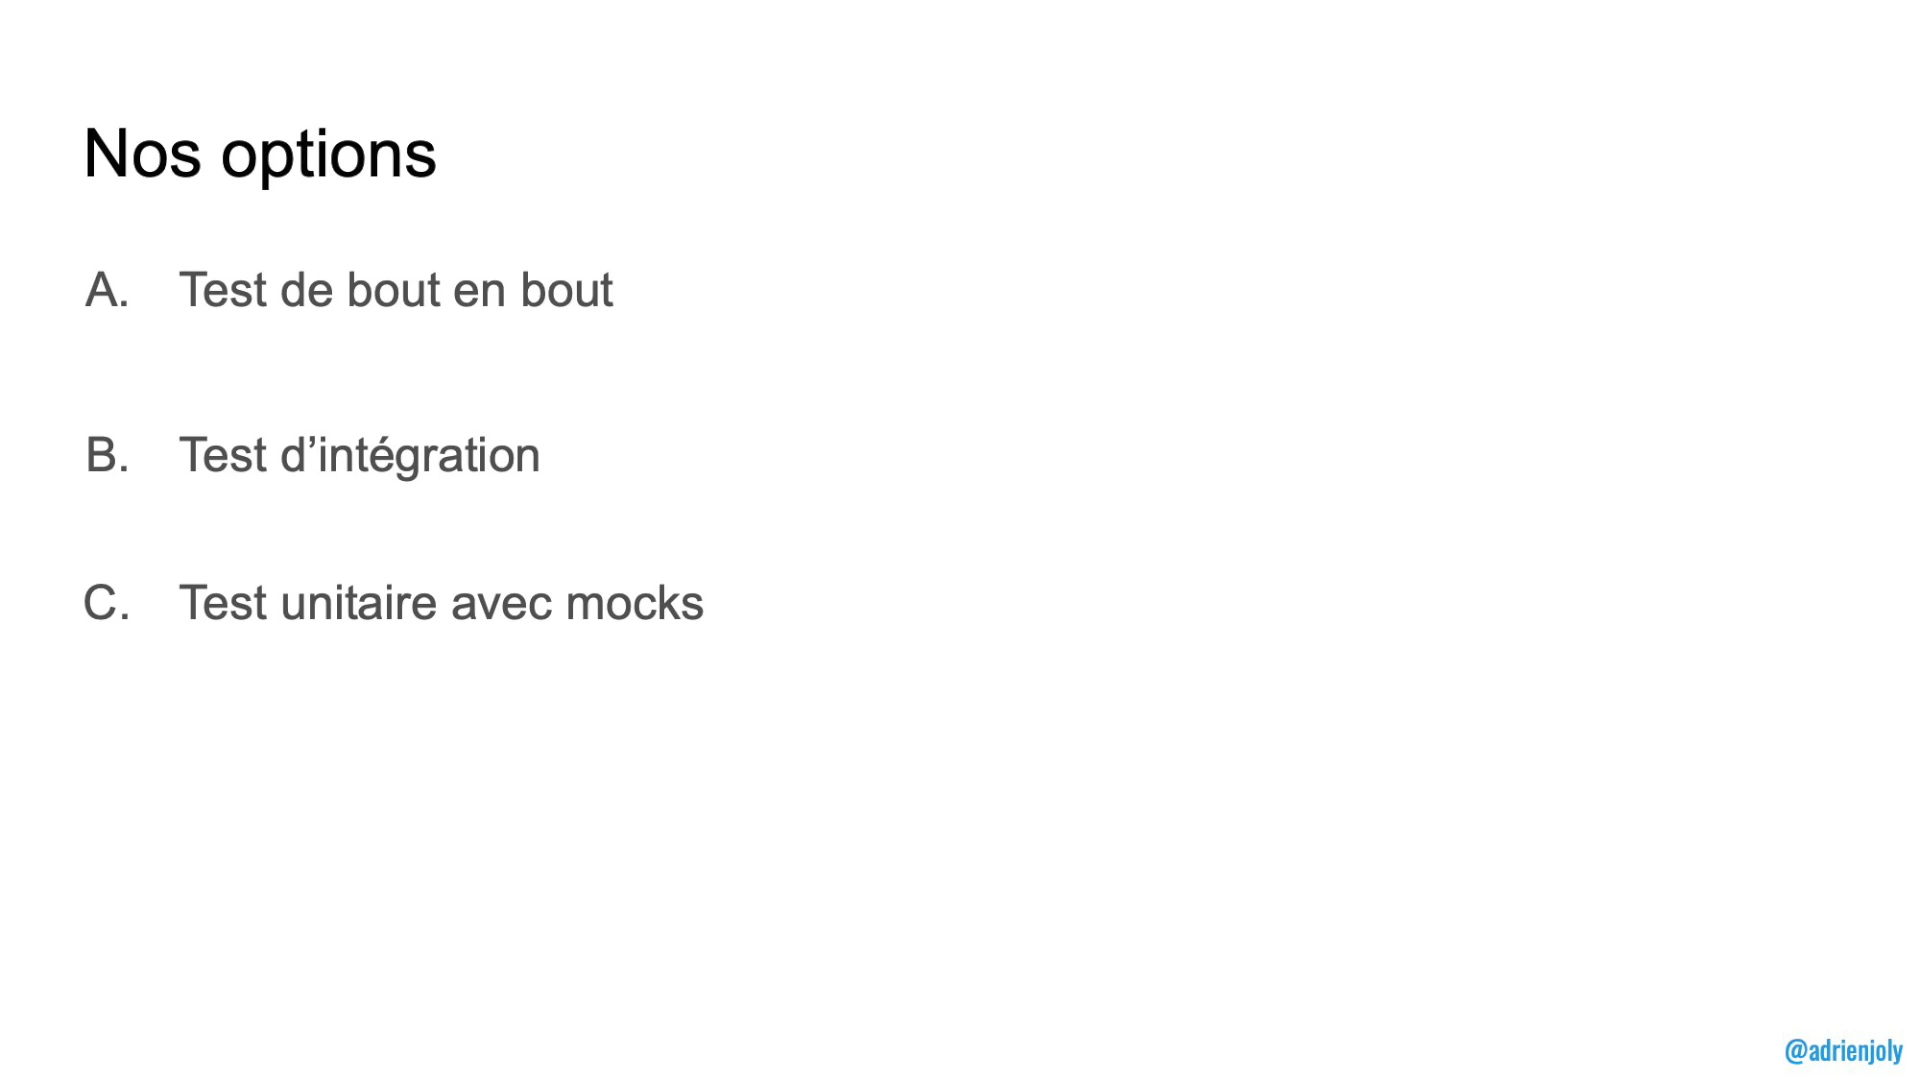 Nos options
A. Test de bout en bout
B. Test d’intégration
C. Test unitaire avec mocks
@adrienjoly